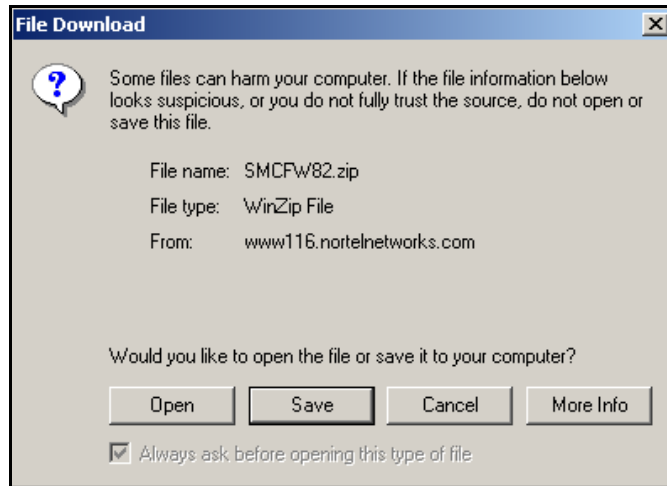 File Download
Some files can harm your computer. If the file information below
looks suspicious, or you do not fully trust the source, do not open or
save this file.
File name: SMCFW82.zip
File type: WinZip File
From: www116.nortelnetworks.com
Would you like to open the file or save it to your computer?
Open Save Cancel More Info
Always ask before opening this type of file